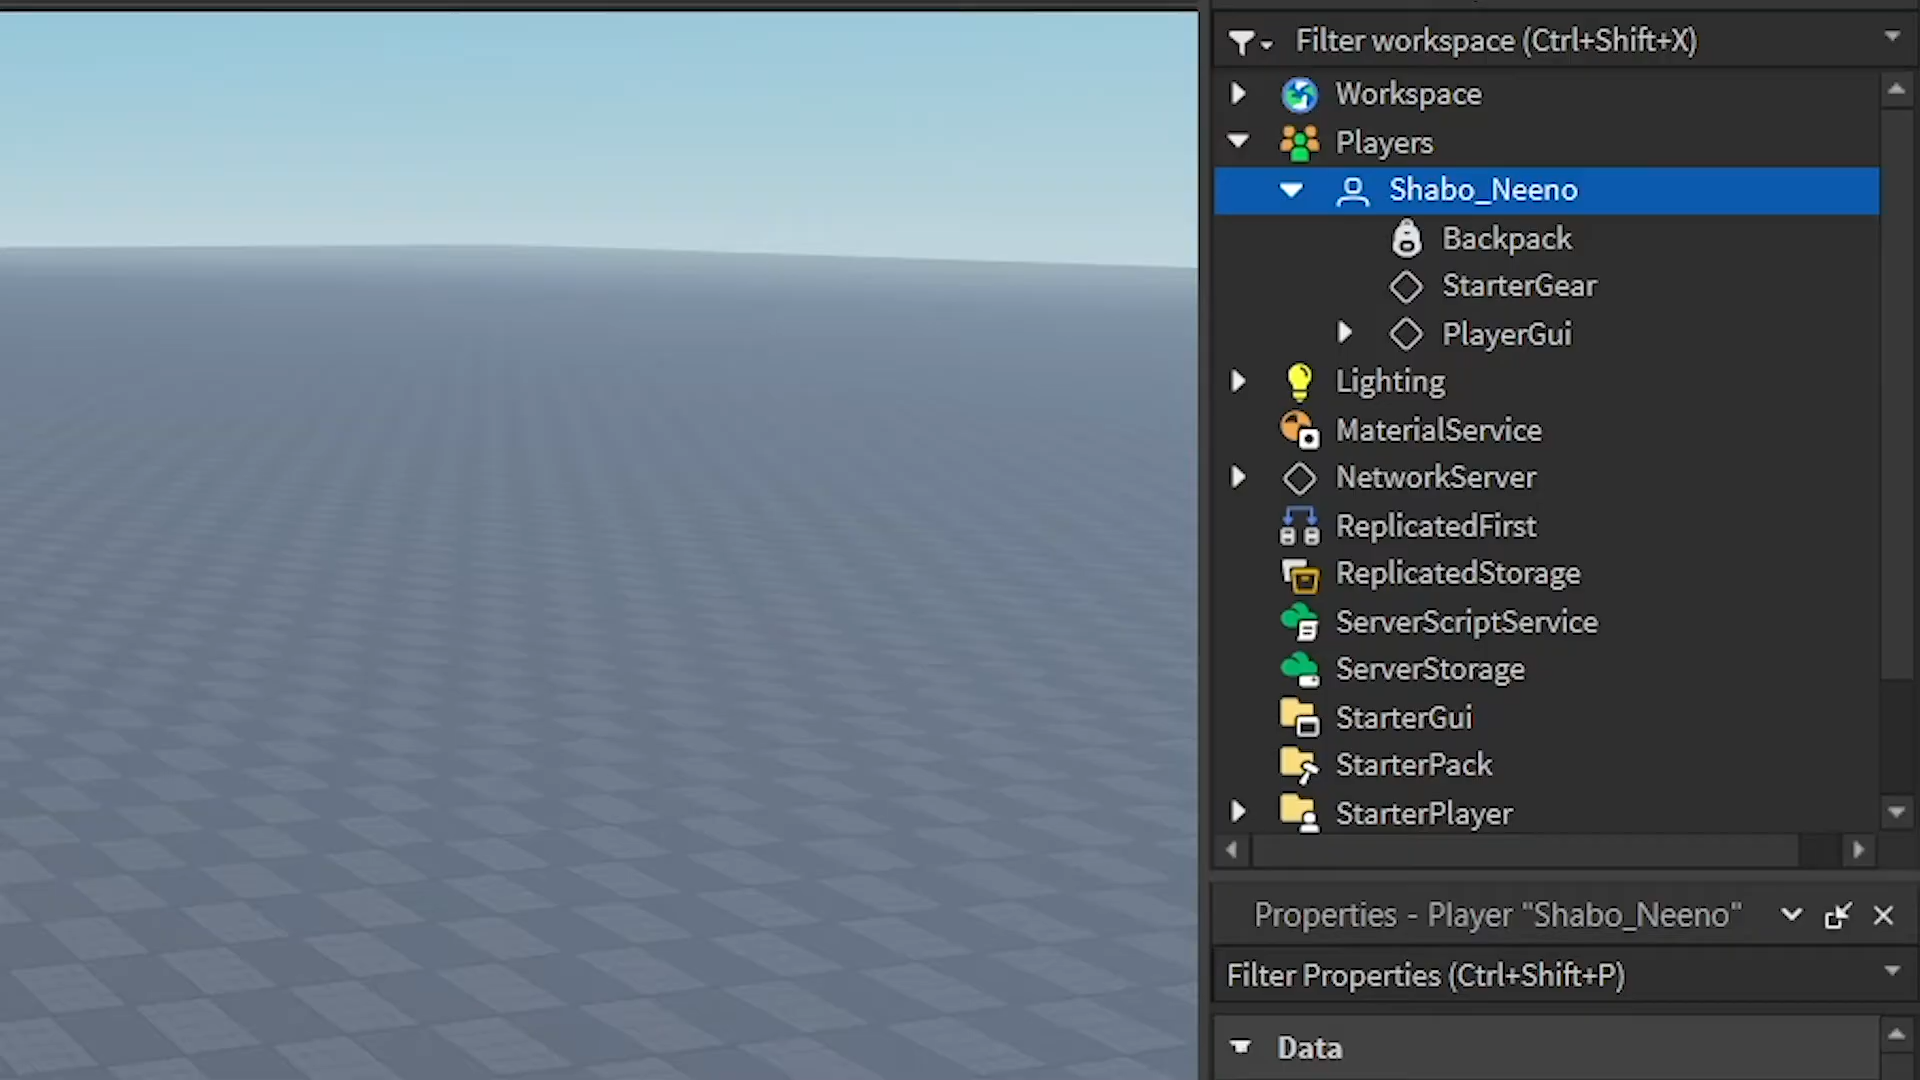 Filter workspace (Ctrl+Shift+X)
Workspace
Players
Shabo_Neeno
Backpack
StarterGear
PlayerGui
Lighting
MaterialService
NetworkServer
ReplicatedFirst
ReplicatedStorage
ServerScriptService
ServerStorage
StarterGui
StarterPack
StarterPlayer
Properties - Player "Shabo_Neeno"
Filter Properties (Ctrl+Shift+P)
Data